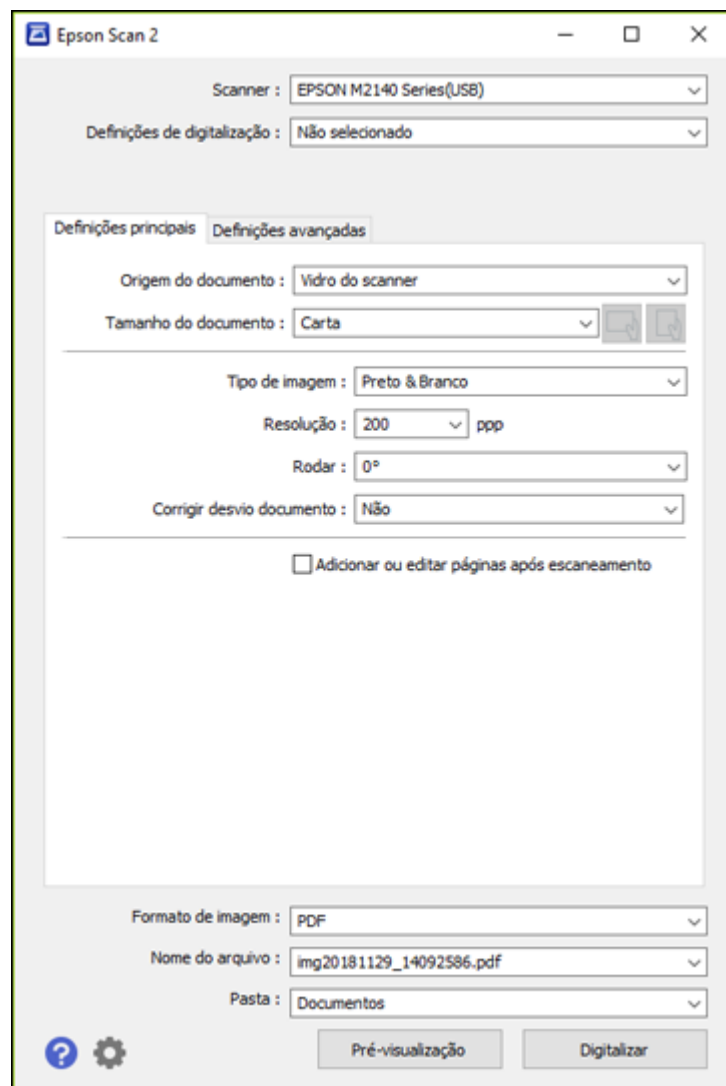 Epson Scan 2
Scanner : EPSON M2140 Series(USB)
Definições de digitalização : Não selecionado
Definições principais Definições avançadas
Origem do documento : Vidro do scanner
Tamanho do documento : Carta
Tipo de imagem : Preto & Branco
Resolução : 200 ppp
Rodar : 0°
Corrigir desvio documento : Não
Adicionar ou editar páginas após escaneamento
Formato de imagem : PDF
Nome do arquivo : img20181129_14092586.pdf
Pasta : Documentos
? Pré-visualização Digitalizar